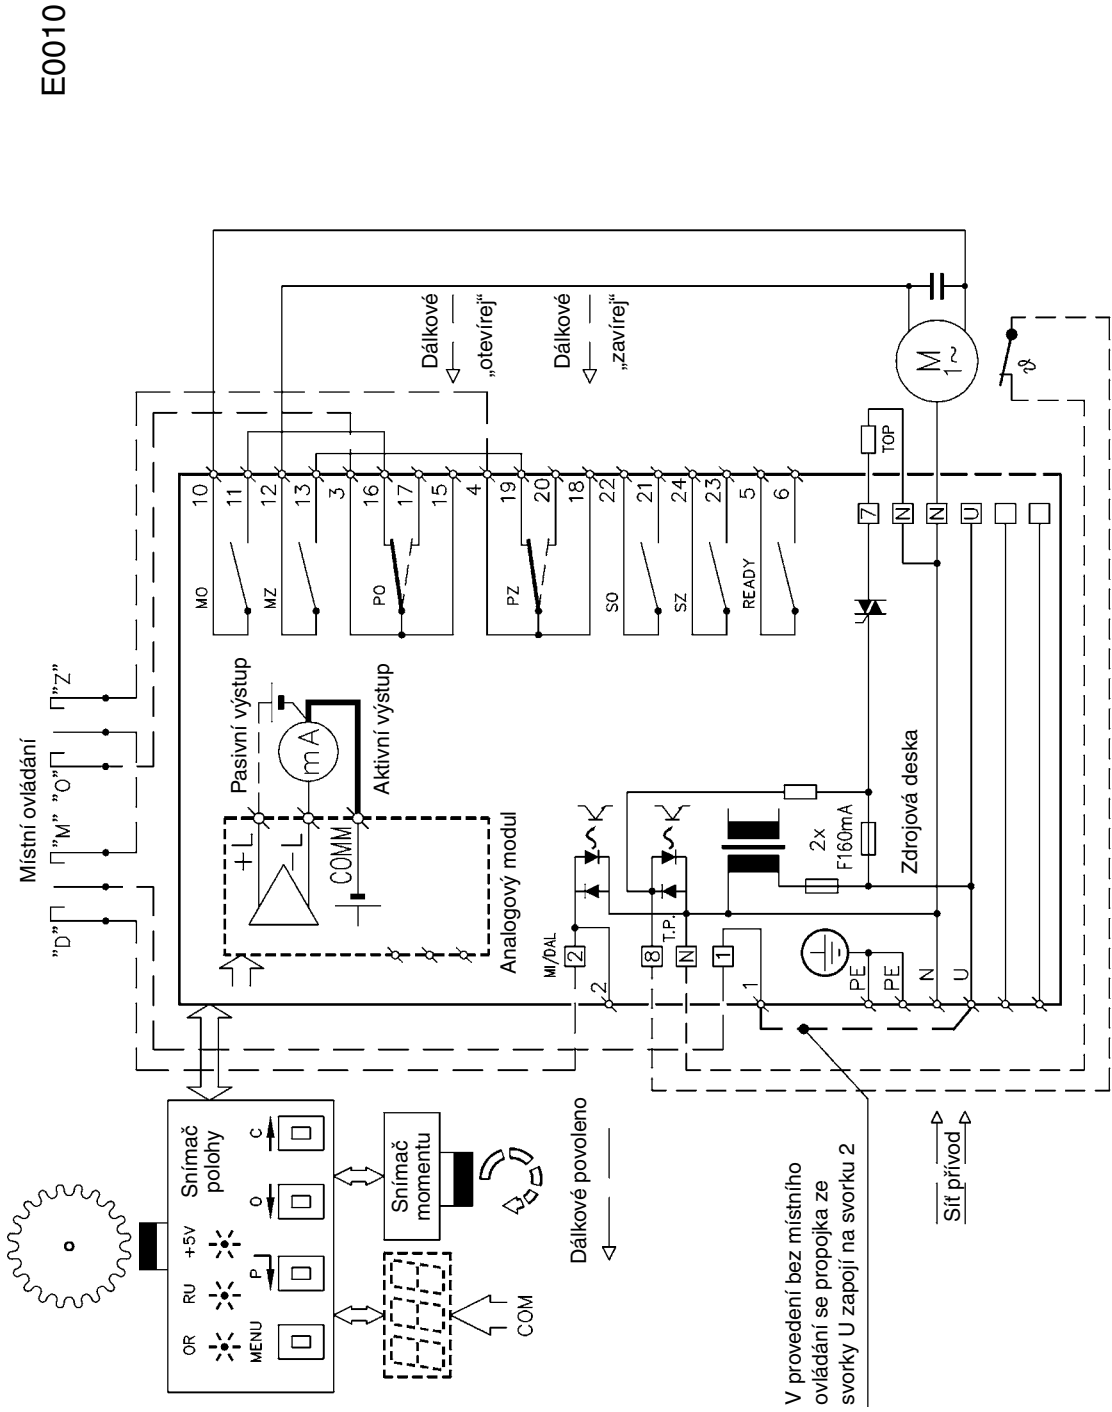 E0010
Místní ovládání
"D"
"M"
"O"
"Z"
Snímač
polohy
OR
RU
+5V
MENU
P
O
C
Snímač
momentu
COM
Pasivní výstup
mA
Aktivní výstup
+L
-L
COMM
Analogový modul
MO
MZ
PO
PZ
SO
SZ
READY
10
11
12
13
3
16
17
15
4
19
20
18
22
21
24
23
5
6
Dálkové
„otevírej“
Dálkové
„zavírej“
MI/DAL
2
2
8
T.P.
N
1
1
2x
F160mA
Zdrojová deska
7
N
N
U
TOP
M
1~
ϑ
PE
PE
N
U
Dálkové povoleno
Síť přívod
V provedení bez místního
ovládání se propojka ze
svorky U zapojí na svorku 2